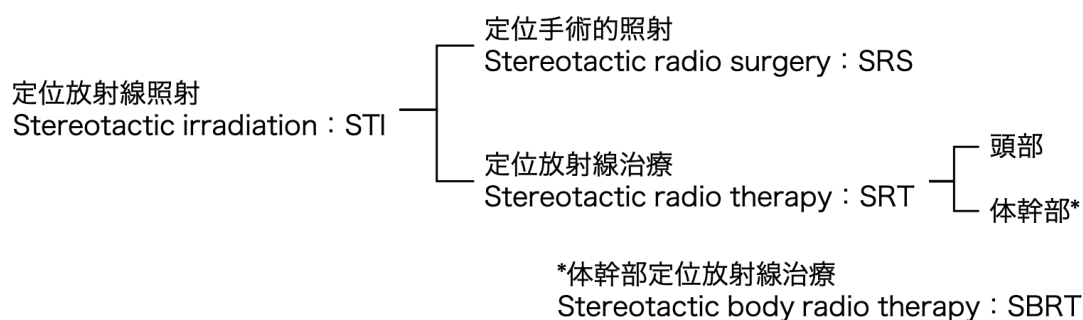 定位放射線照射
Stereotactic irradiation：STI
定位手術的照射
Stereotactic radio surgery：SRS
定位放射線治療
Stereotactic radio therapy：SRT
頭部
体幹部*
*体幹部定位放射線治療
Stereotactic body radio therapy：SBRT